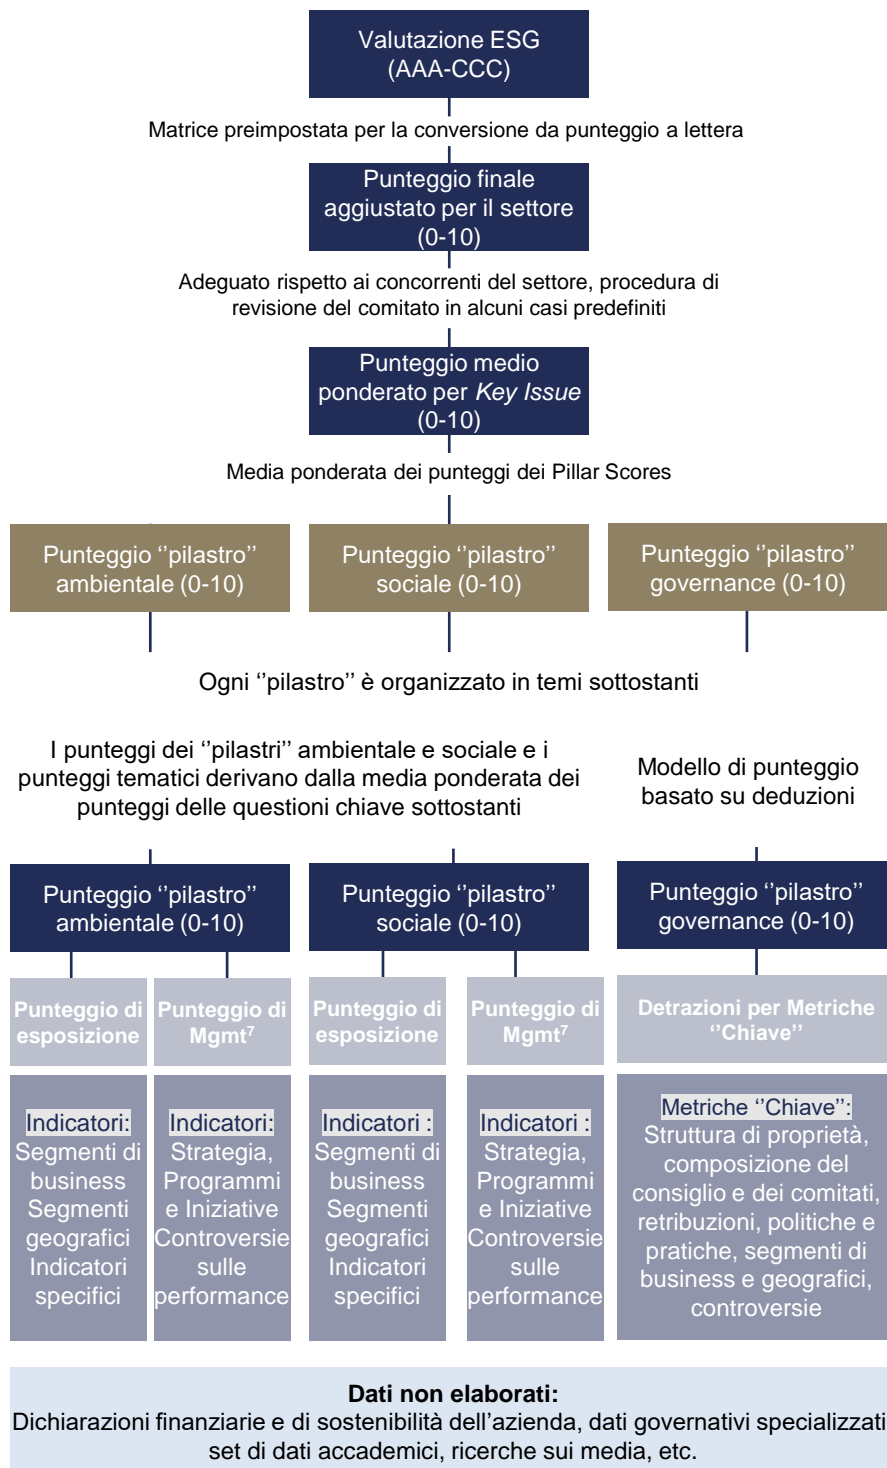 Valutazione ESG
(AAA-CCC)
Matrice preimpostata per la conversione da punteggio a lettera
Punteggio finale
aggiustato per il settore
(0-10)
Adeguato rispetto ai concorrenti del settore, procedura di
revisione del comitato in alcuni casi predefiniti
Punteggio medio
ponderato per Key Issue
(0-10)
Media ponderata dei punteggi dei Pillar Scores
Punteggio ‘’pilastro’’
ambientale (0-10)
Punteggio ‘’pilastro’’
sociale (0-10)
Punteggio ‘’pilastro’’
governance (0-10)
Ogni ‘’pilastro’’ è organizzato in temi sottostanti
I punteggi dei ‘’pilastri’’ ambientale e sociale e i
punteggi tematici derivano dalla media ponderata dei
punteggi delle questioni chiave sottostanti
Modello di punteggio
basato su deduzioni
Punteggio ‘’pilastro’’
ambientale (0-10)
Punteggio ‘’pilastro’’
sociale (0-10)
Punteggio ‘’pilastro’’
governance (0-10)
Punteggio di
esposizione
Punteggio di
Mgmt⁷
Punteggio di
esposizione
Punteggio di
Mgmt⁷
Detrazioni per Metriche
‘’Chiave’’
Indicatori:
Segmenti di
business
Segmenti
geografici
Indicatori
specifici
Indicatori:
Strategia,
Programmi
e Iniziative
Controversie
sulle
performance
Indicatori :
Segmenti di
business
Segmenti
geografici
Indicatori
specifici
Indicatori :
Strategia,
Programmi
e Iniziative
Controversie
sulle
performance
Metriche ‘’Chiave’’:
Struttura di proprietà,
composizione del
consiglio e dei comitati,
retribuzioni, politiche e
pratiche, segmenti di
business e geografici,
controversie
Dati non elaborati:
Dichiarazioni finanziarie e di sostenibilità dell’azienda, dati governativi specializzati
set di dati accademici, ricerche sui media, etc.